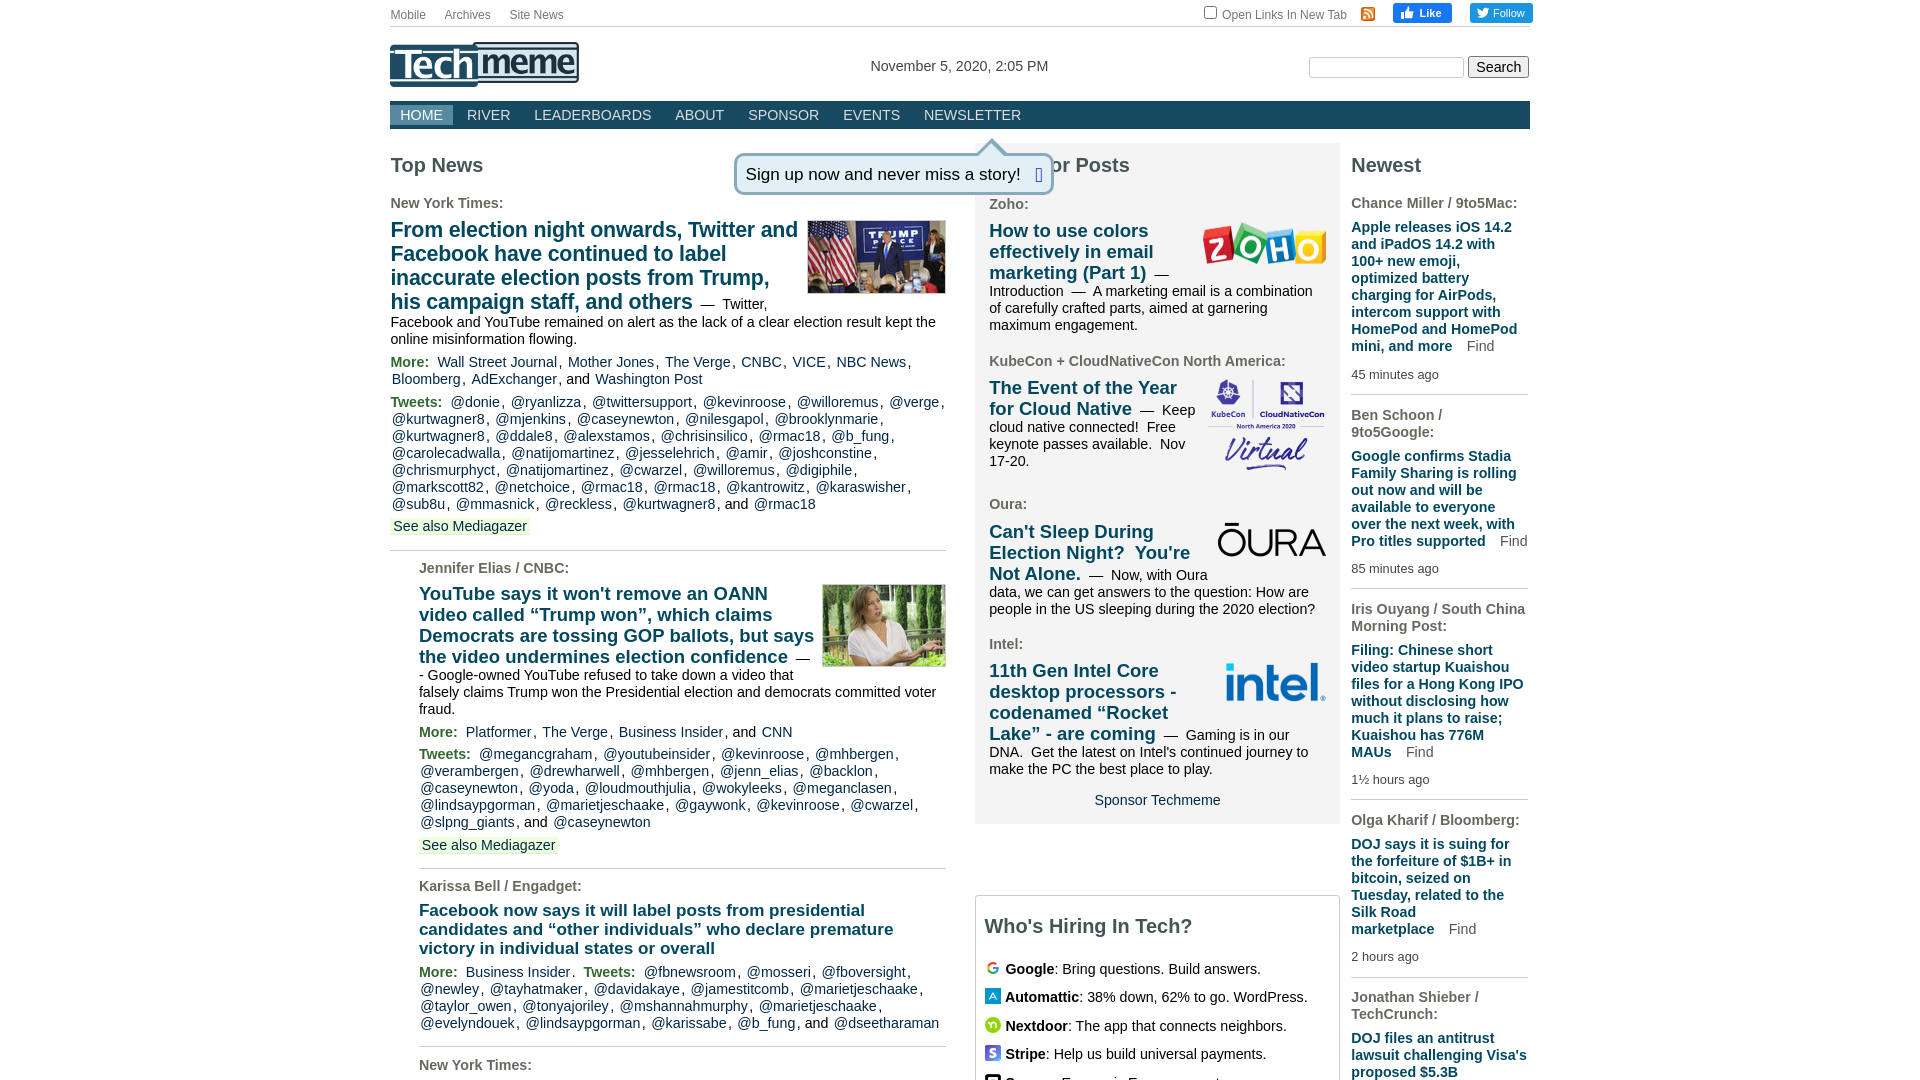 Mobile Archives Site News
Open Links In New Tab
Like
Follow
Techmeme
November 5, 2020, 2:05 PM
Search
HOME RIVER LEADERBOARDS ABOUT SPONSOR EVENTS NEWSLETTER
Sign up now and never miss a story!
Top News
New York Times:
From election night onwards, Twitter and
Facebook have continued to label
inaccurate election posts from Trump,
his campaign staff, and others — Twitter,
Facebook and YouTube remained on alert as the lack of a clear election result kept the
online misinformation flowing.
More: Wall Street Journal, Mother Jones, The Verge, CNBC, VICE, NBC News,
Bloomberg, AdExchanger, and Washington Post
Tweets: @donie, @ryanlizza, @twittersupport, @kevinroose, @willoremus, @verge,
@kurtwagner8, @mjenkins, @caseynewton, @nilesgapol, @brooklynmarie,
@kurtwagner8, @ddale8, @alexstamos, @chrisinsilico, @rmac18, @b_fung,
@carolecadwalla, @natijomartinez, @jesselehrich, @amir, @joshconstine,
@chrismurphyct, @natijomartinez, @cwarzel, @willoremus, @digiphile,
@markscott82, @netchoice, @rmac18, @rmac18, @kantrowitz, @karaswisher,
@sub8u, @mmasnick, @reckless, @kurtwagner8, and @rmac18
See also Mediagazer
Jennifer Elias / CNBC:
YouTube says it won't remove an OANN
video called “Trump won”, which claims
Democrats are tossing GOP ballots, but says
the video undermines election confidence —
- Google-owned YouTube refused to take down a video that
falsely claims Trump won the Presidential election and democrats committed voter
fraud.
More: Platformer, The Verge, Business Insider, and CNN
Tweets: @megancgraham, @youtubeinsider, @kevinroose, @mhbergen,
@verambergen, @drewharwell, @mhbergen, @jenn_elias, @backlon,
@caseynewton, @yoda, @loudmouthjulia, @wokyleeks, @meganclasen,
@lindsaypgorman, @marietjeschaake, @gaywonk, @kevinroose, @cwarzel,
@slpng_giants, and @caseynewton
See also Mediagazer
Karissa Bell / Engadget:
Facebook now says it will label posts from presidential
candidates and “other individuals” who declare premature
victory in individual states or overall
More: Business Insider. Tweets: @fbnewsroom, @mosseri, @fboversight,
@newley, @tayhatmaker, @davidakaye, @jamestitcomb, @marietjeschaake,
@taylor_owen, @tonyajoriley, @mshannahmurphy, @marietjeschaake,
@evelyndouek, @lindsaypgorman, @karissabe, @b_fung, and @dseetharaman
New York Times:
TRUMP
PENCE
or Posts
Zoho:
How to use colors
effectively in email
marketing (Part 1) —
Introduction — A marketing email is a combination
of carefully crafted parts, aimed at garnering
maximum engagement.
ZOHO
KubeCon + CloudNativeCon North America:
The Event of the Year
for Cloud Native — Keep
cloud native connected! Free
keynote passes available. Nov
17-20.
KubeCon CloudNativeCon
North America 2020
Virtual
Oura:
Can't Sleep During
Election Night? You're
Not Alone. — Now, with Oura
data, we can get answers to the question: How are
people in the US sleeping during the 2020 election?
ŌURA
Intel:
11th Gen Intel Core
desktop processors -
codenamed “Rocket
Lake” - are coming — Gaming is in our
DNA. Get the latest on Intel's continued journey to
make the PC the best place to play.
intel®
Sponsor Techmeme
Who's Hiring In Tech?
Google: Bring questions. Build answers.
Automattic: 38% down, 62% to go. WordPress.
Nextdoor: The app that connects neighbors.
Stripe: Help us build universal payments.
Newest
Chance Miller / 9to5Mac:
Apple releases iOS 14.2
and iPadOS 14.2 with
100+ new emoji,
optimized battery
charging for AirPods,
intercom support with
HomePod and HomePod
mini, and more Find
45 minutes ago
Ben Schoon /
9to5Google:
Google confirms Stadia
Family Sharing is rolling
out now and will be
available to everyone
over the next week, with
Pro titles supported Find
85 minutes ago
Iris Ouyang / South China
Morning Post:
Filing: Chinese short
video startup Kuaishou
files for a Hong Kong IPO
without disclosing how
much it plans to raise;
Kuaishou has 776M
MAUs Find
1½ hours ago
Olga Kharif / Bloomberg:
DOJ says it is suing for
the forfeiture of $1B+ in
bitcoin, seized on
Tuesday, related to the
Silk Road
marketplace Find
2 hours ago
Jonathan Shieber /
TechCrunch:
DOJ files an antitrust
lawsuit challenging Visa's
proposed $5.3B